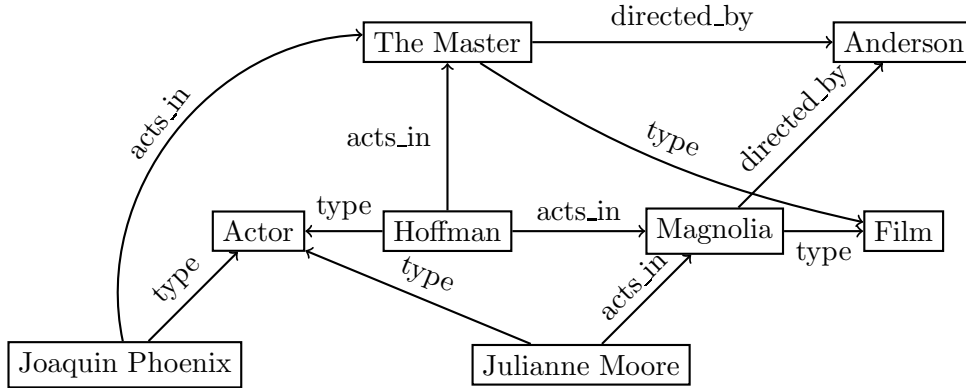 directed_by
The Master
Anderson
acts_in
acts_in
directed_by
type
type
acts_in
Actor
Hoffman
Magnolia
Film
type
type
type
acts_in
Joaquin Phoenix
Julianne Moore